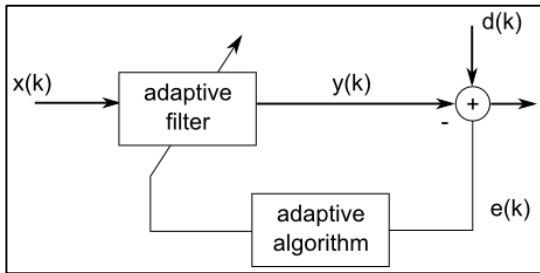 d(k)
x(k)
adaptive
filter
y(k)
+
-
adaptive
algorithm
e(k)